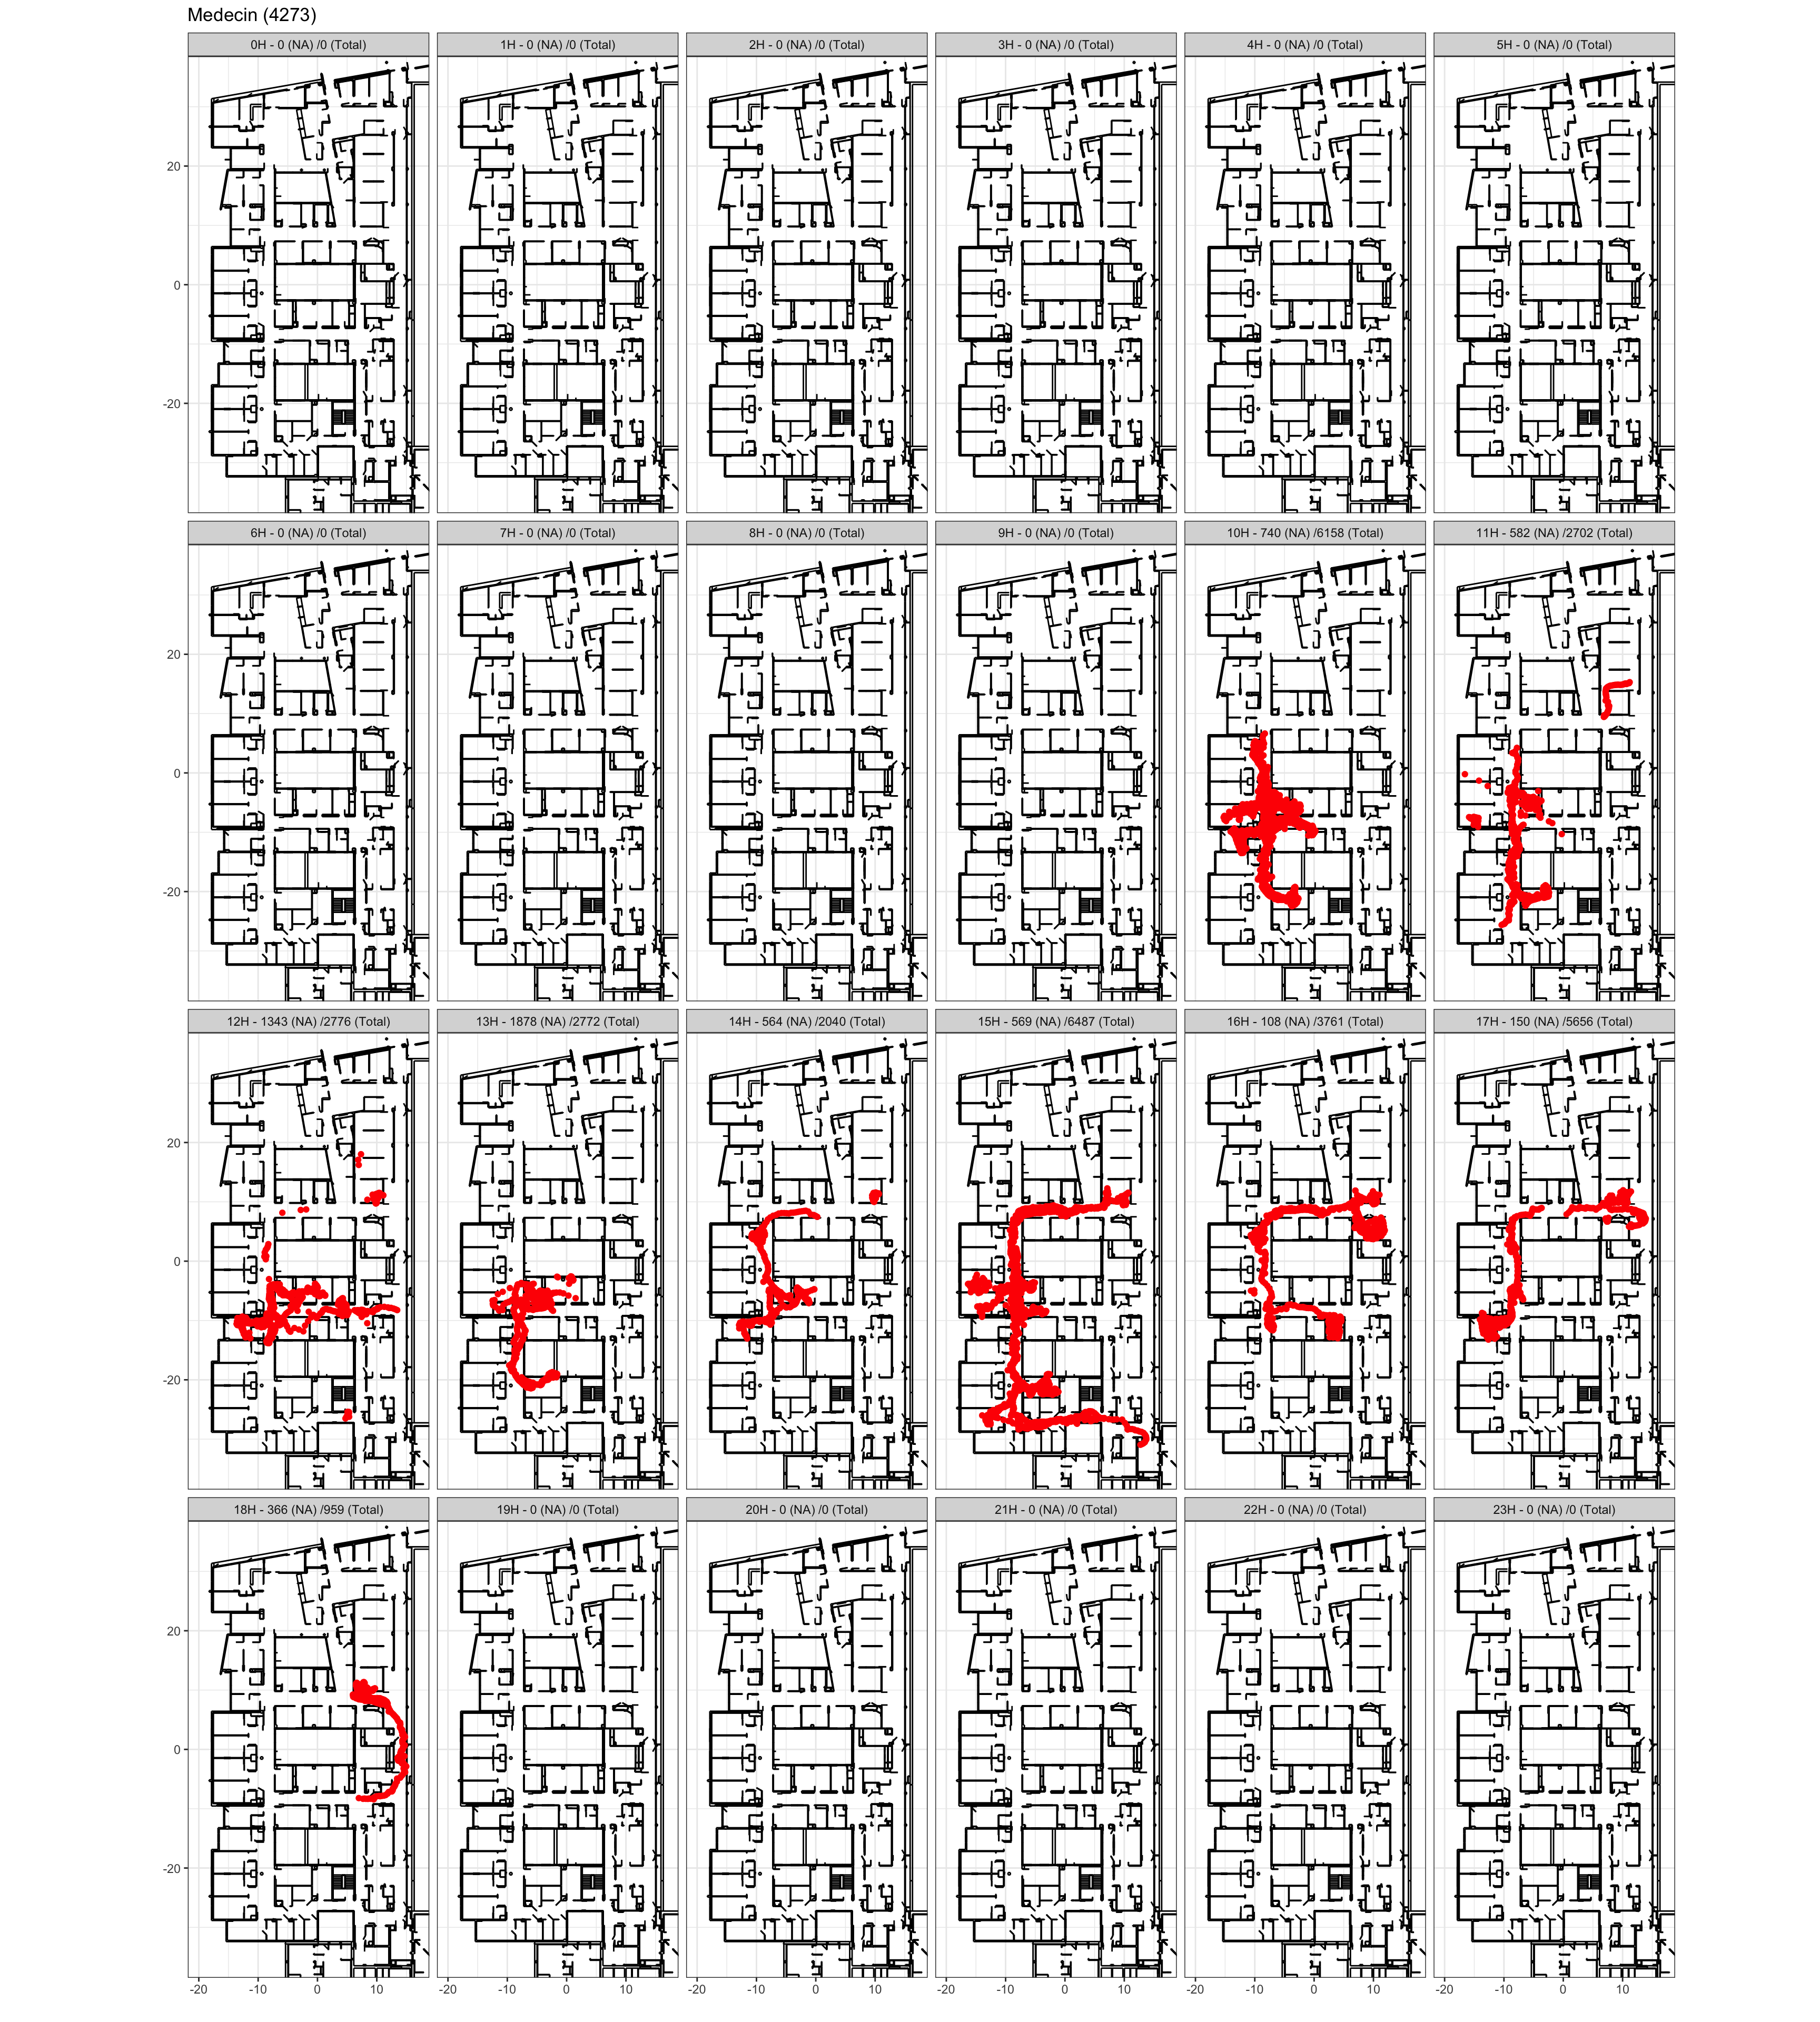 Medecin (4273)
0H - 0 (NA) /0 (Total) 1H - 0 (NA) /0 (Total) 2H - 0 (NA) /0 (Total) 3H - 0 (NA) /0 (Total) 4H - 0 (NA) /0 (Total) 5H - 0 (NA) /0 (Total)
20
0
-20
6H - 0 (NA) /0 (Total) 7H - 0 (NA) /0 (Total) 8H - 0 (NA) /0 (Total) 9H - 0 (NA) /0 (Total) 10H - 740 (NA) /6158 (Total) 11H - 582 (NA) /2702 (Total)
20
0
-20
12H - 1343 (NA) /2776 (Total) 13H - 1878 (NA) /2772 (Total) 14H - 564 (NA) /2040 (Total) 15H - 569 (NA) /6487 (Total) 16H - 108 (NA) /3761 (Total) 17H - 150 (NA) /5656 (Total)
20
0
-20
18H - 366 (NA) /959 (Total) 19H - 0 (NA) /0 (Total) 20H - 0 (NA) /0 (Total) 21H - 0 (NA) /0 (Total) 22H - 0 (NA) /0 (Total) 23H - 0 (NA) /0 (Total)
20
0
-20
-20 -10 0 10 -20 -10 0 10 -20 -10 0 10 -20 -10 0 10 -20 -10 0 10 -20 -10 0 10